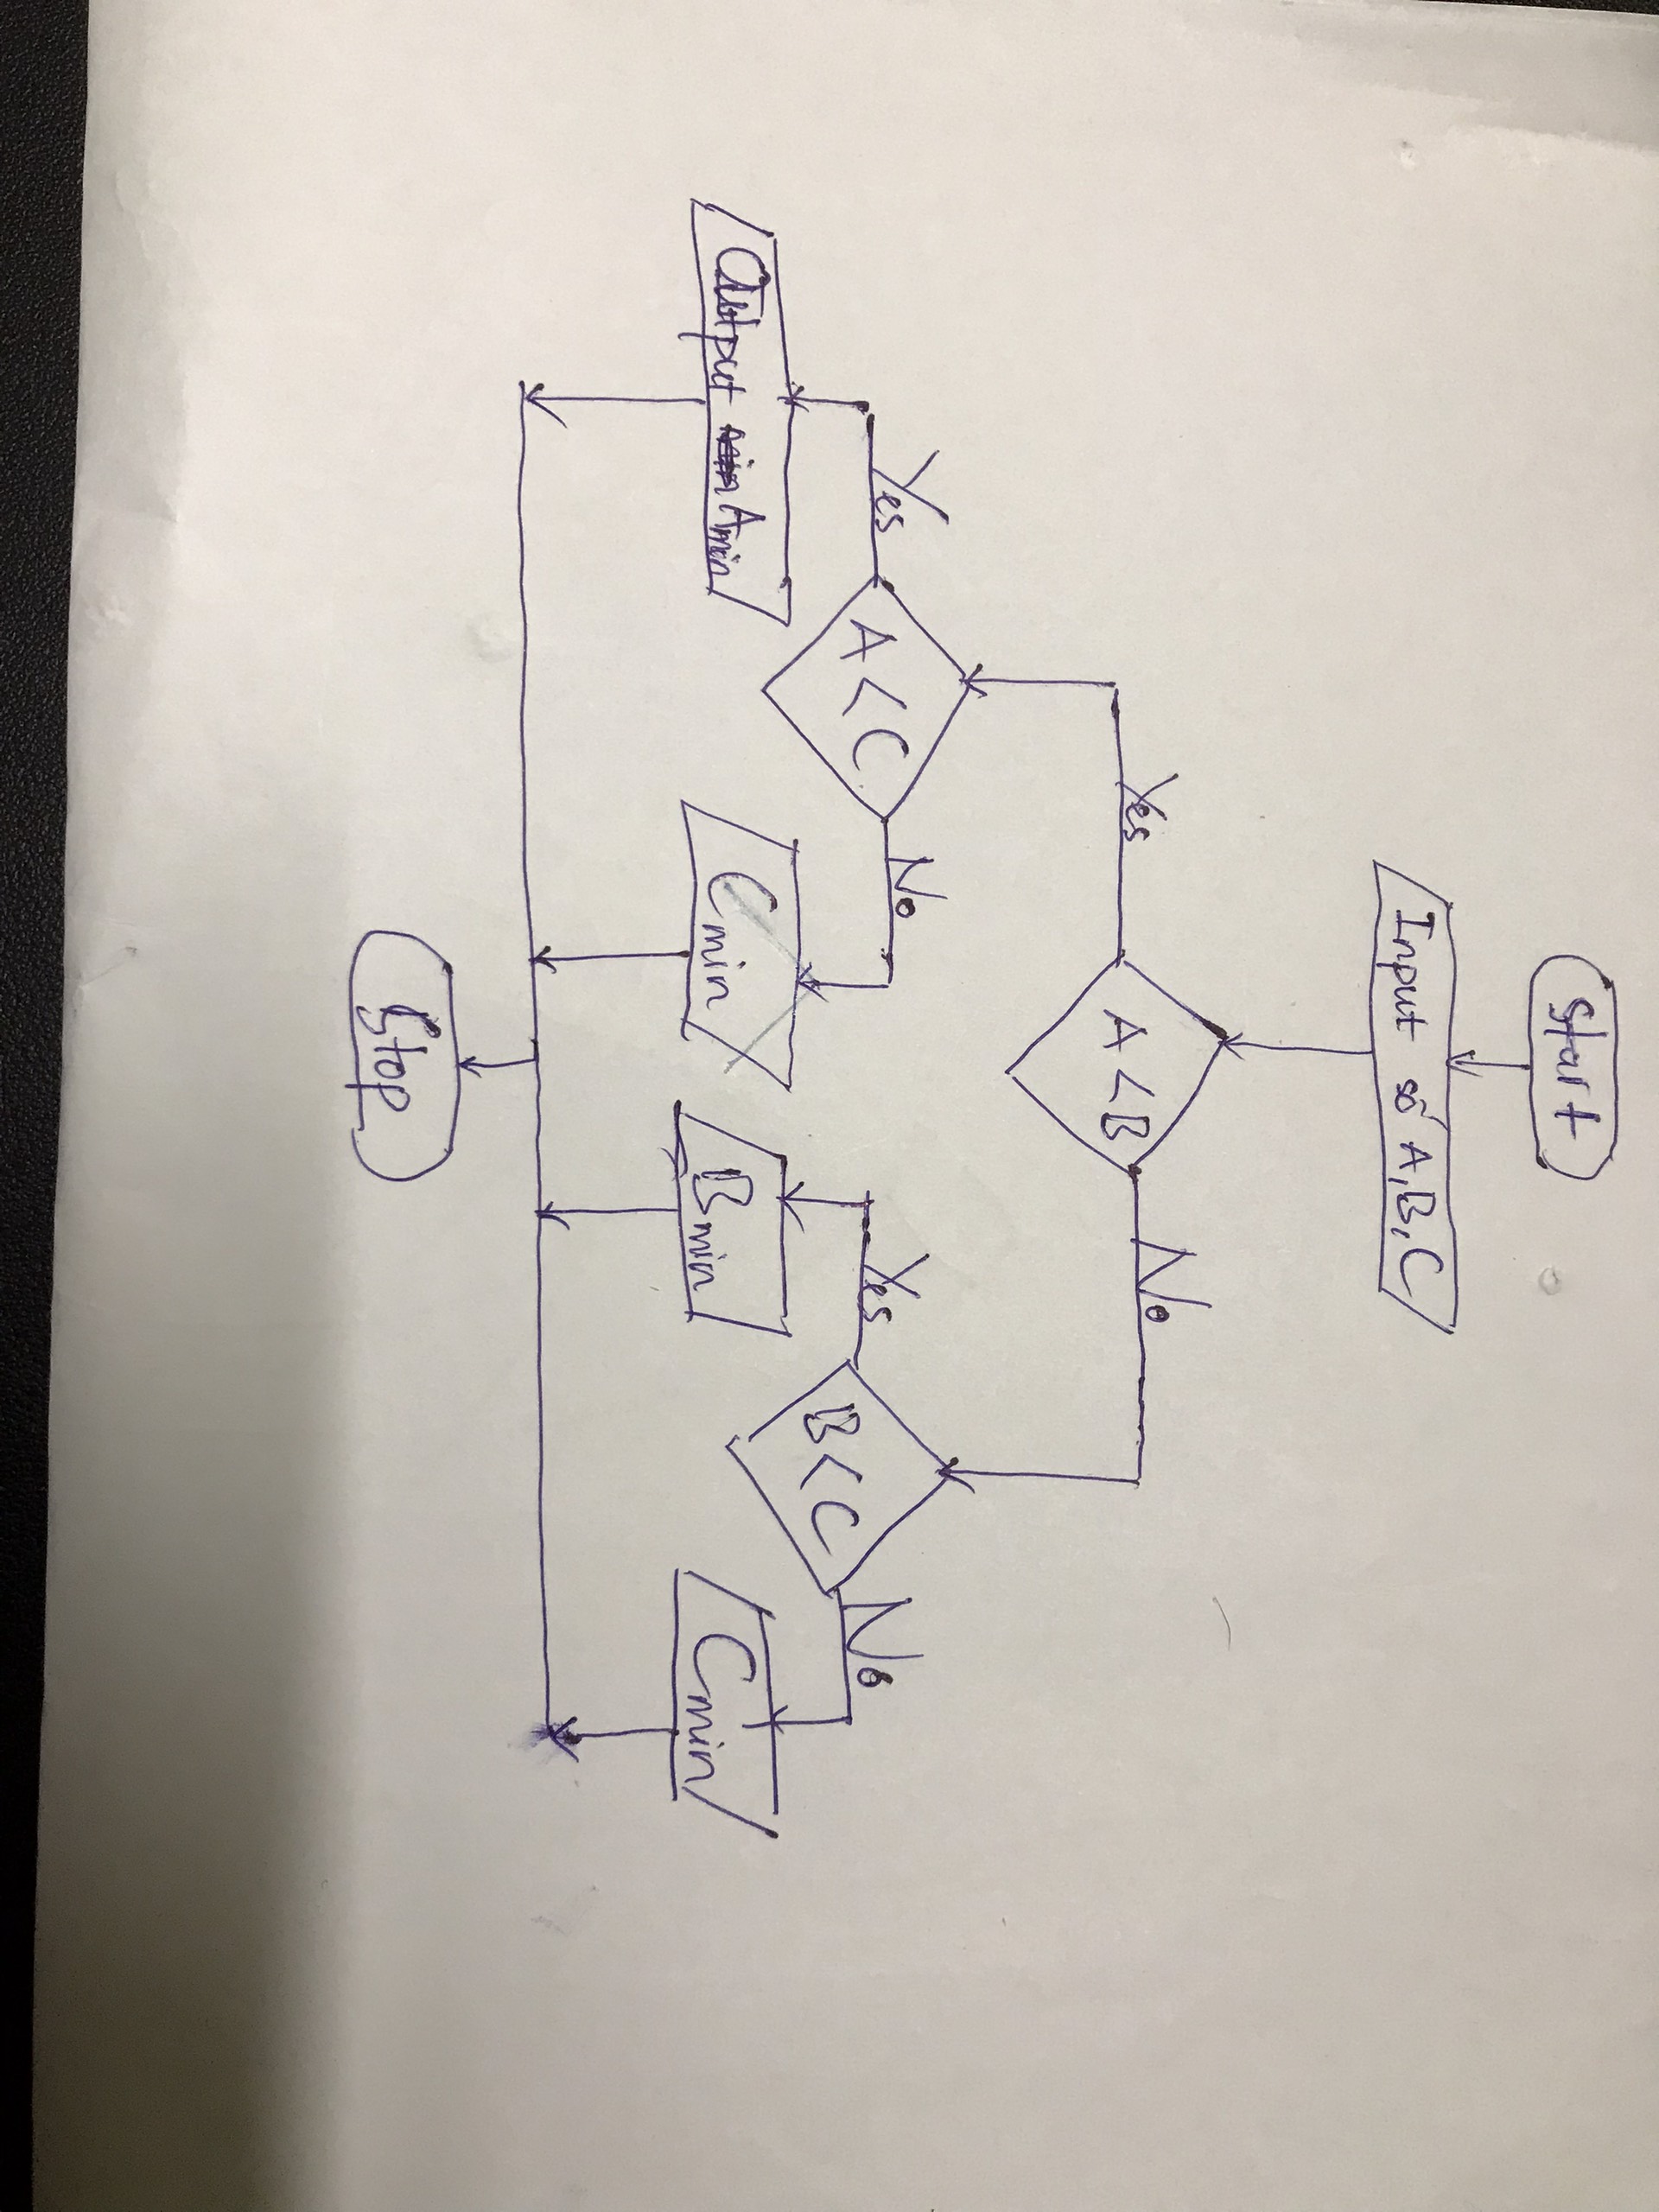 Start
Input số A,B,C
A < B
Yes
No
A < C
Yes
No
B < C
Yes
No
Output Amin
Cmin
Bmin
Cmin
Stop